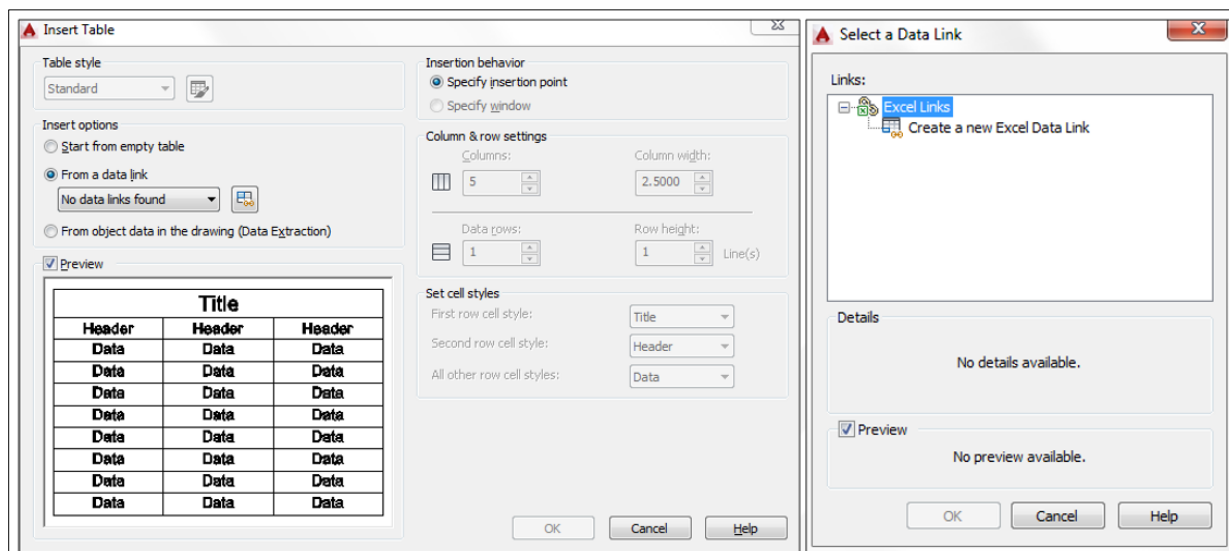 Insert Table
Table style
Standard
Insert options
Start from empty table
From a data link
No data links found
From object data in the drawing (Data Extraction)
Preview
Title
Header Header Header
Data Data Data
Data Data Data
Data Data Data
Data Data Data
Data Data Data
Data Data Data
Data Data Data
Data Data Data
Insertion behavior
Specify insertion point
Specify window
Column & row settings
Columns: Column width:
5 2.5000
Data rows: Row height:
1 1 Line(s)
Set cell styles
First row cell style: Title
Second row cell style: Header
All other row cell styles: Data
OK Cancel Help
Select a Data Link
Links:
Excel Links
Create a new Excel Data Link
Details
No details available.
Preview
No preview available.
OK Cancel Help